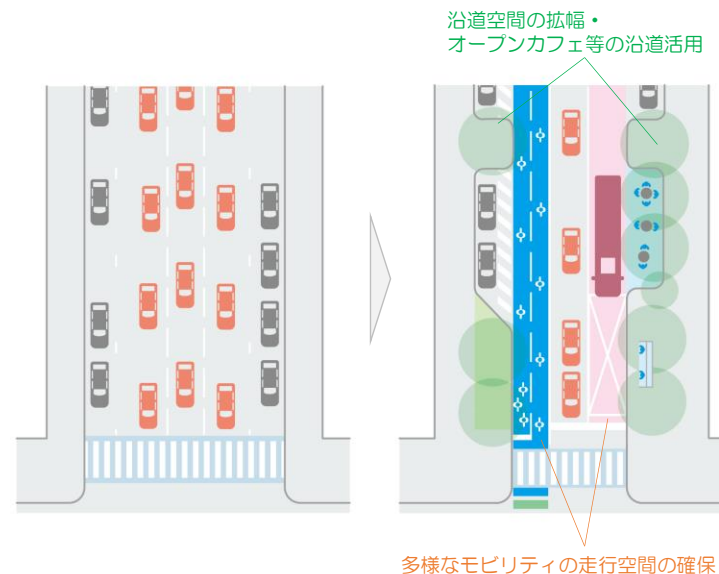 沿道空間の拡幅・
オープンカフェ等の沿道活用
多様なモビリティの走行空間の確保